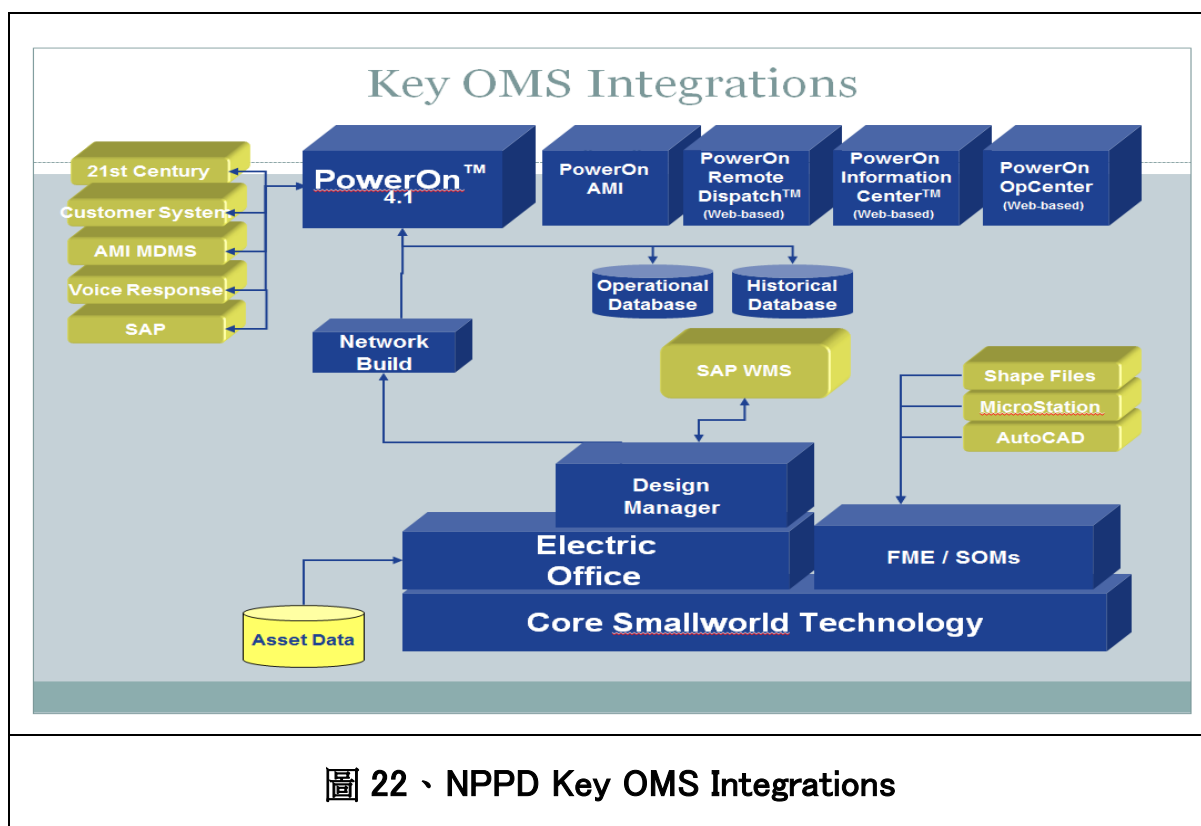 Key OMS Integrations
21st Century
Customer System
AMI MDMS
Voice Response
SAP
PowerOn™
4.1
PowerOn
AMI
PowerOn
Remote
Dispatch™
(Web-based)
PowerOn
Information
Center™
(Web-based)
PowerOn
OpCenter
(Web-based)
Operational
Database
Historical
Database
Network
Build
SAP WMS
Shape Files
MicroStation
AutoCAD
Design
Manager
Electric
Office
FME / SOMs
Core Smallworld Technology
Asset Data
圖 22、NPPD Key OMS Integrations